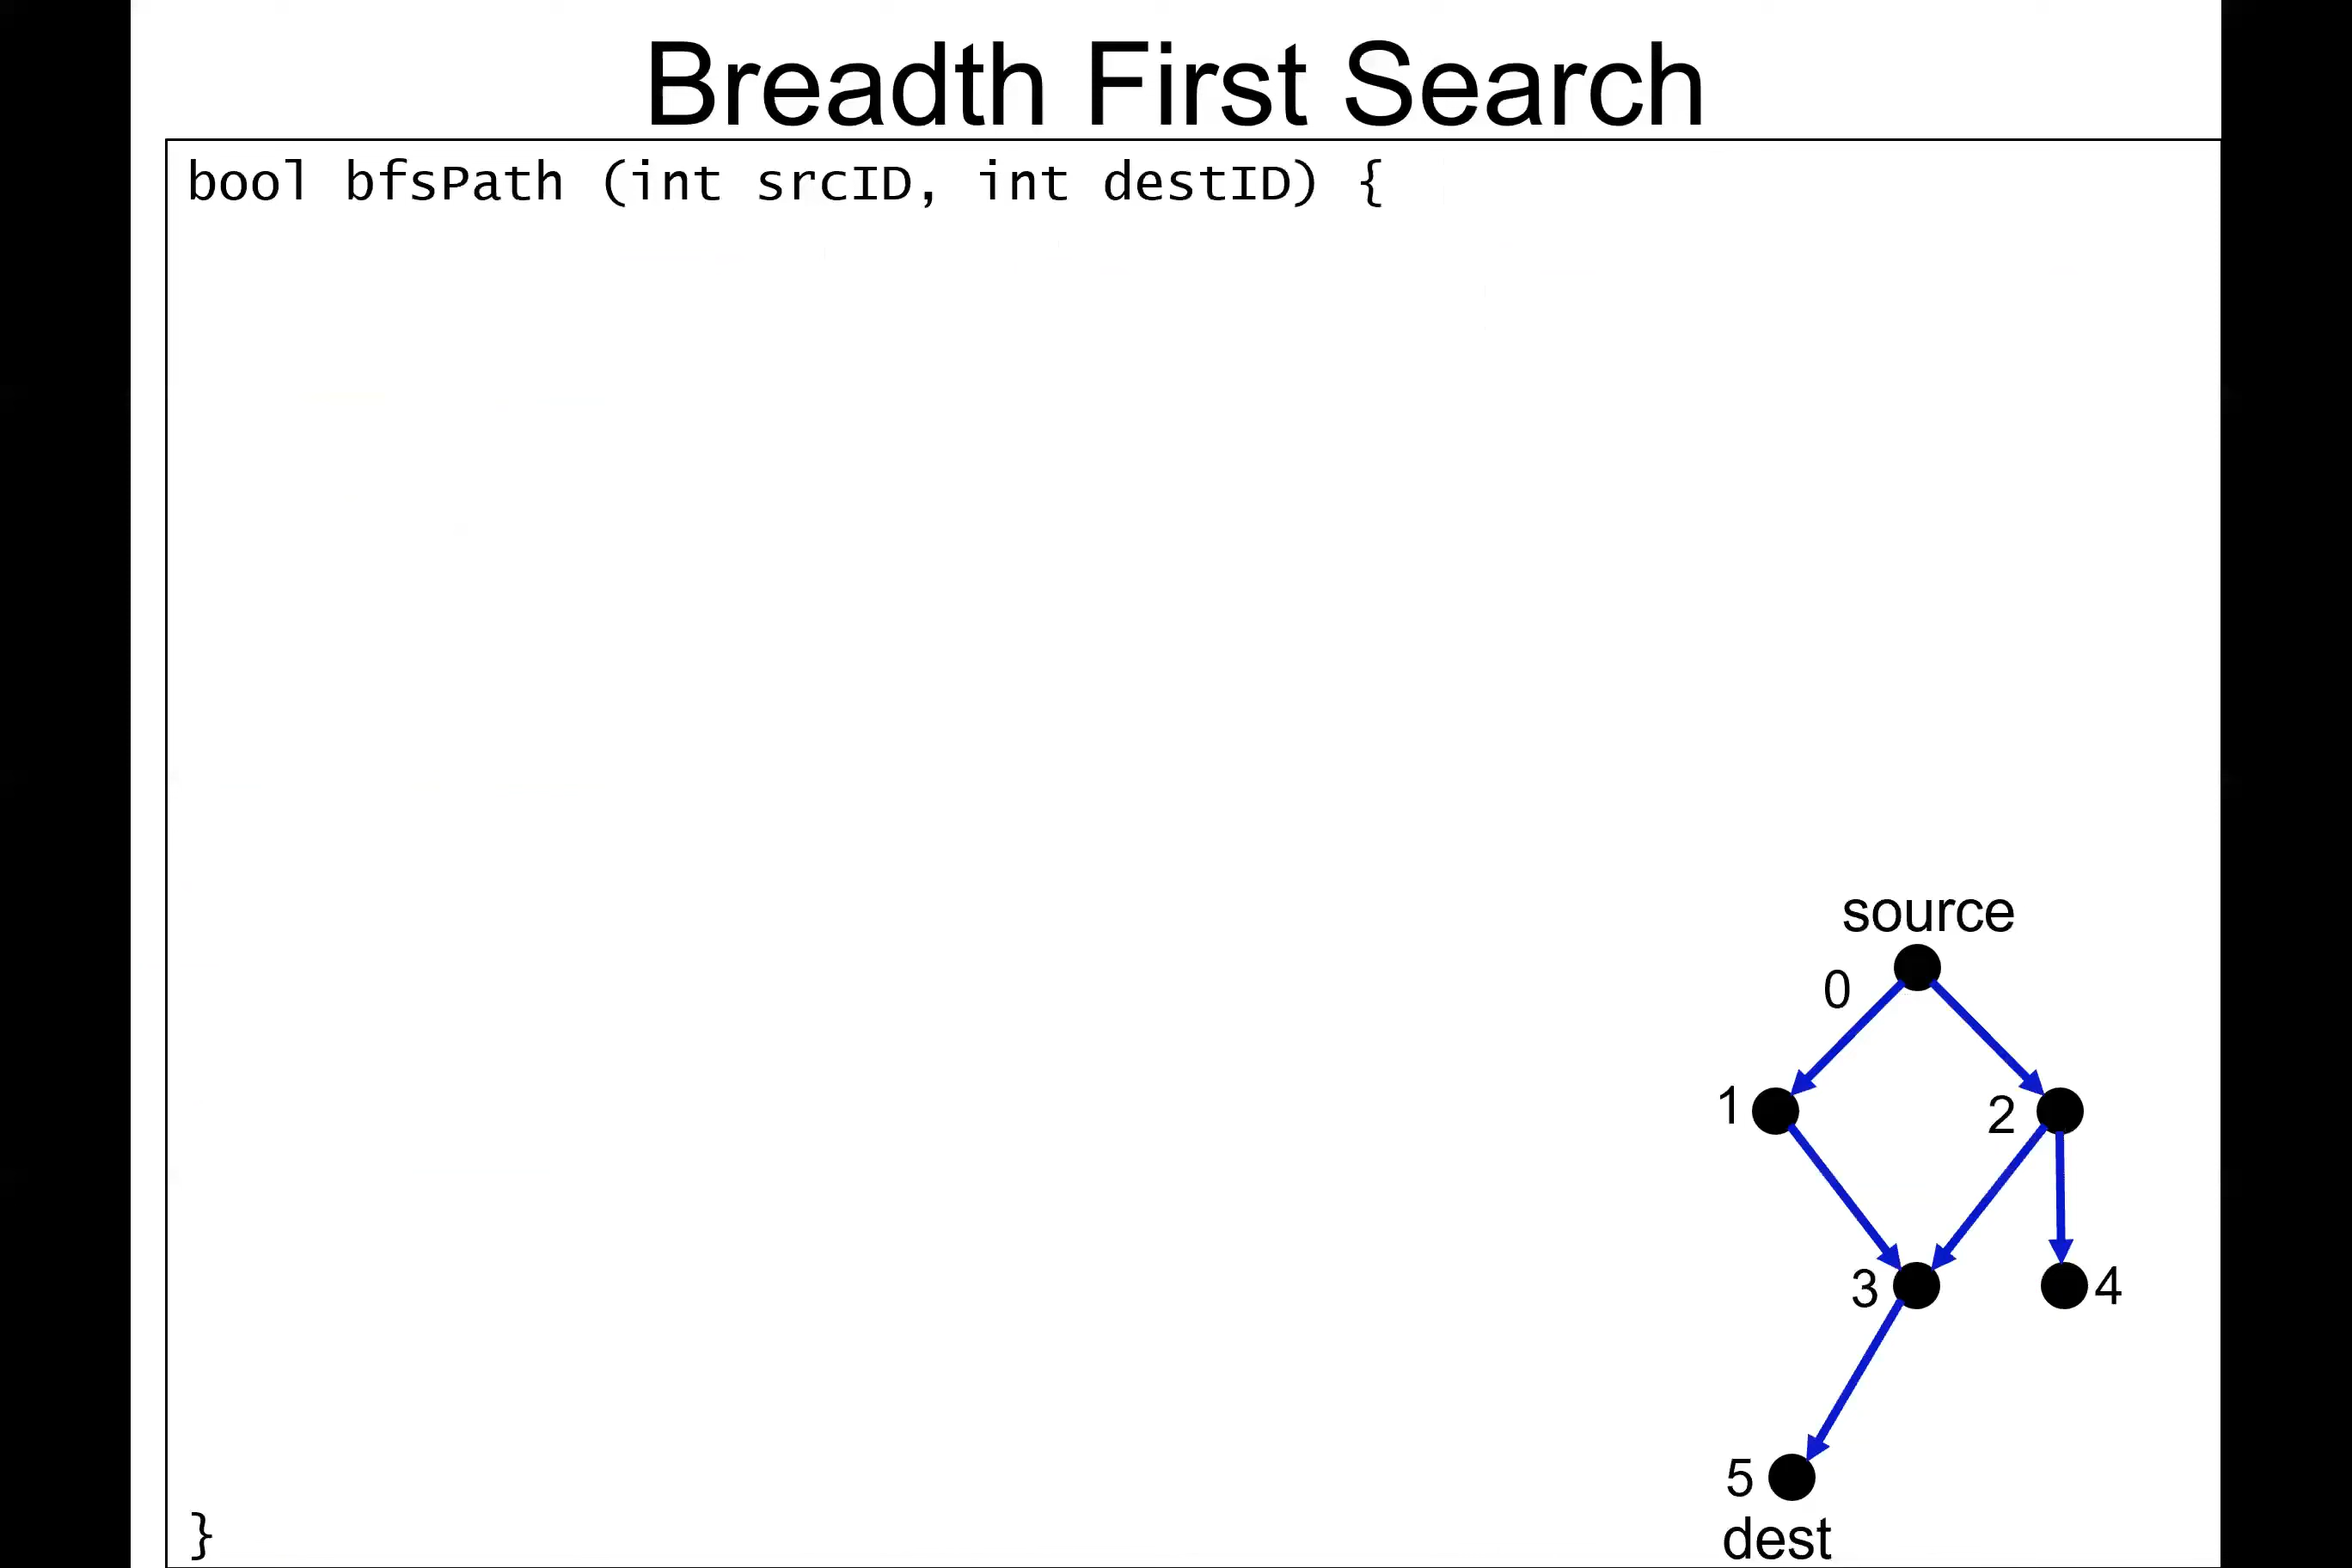 Breadth First Search
bool bfsPath (int srcID, int destID) {
source
0
1
2
3
4
5
}
dest